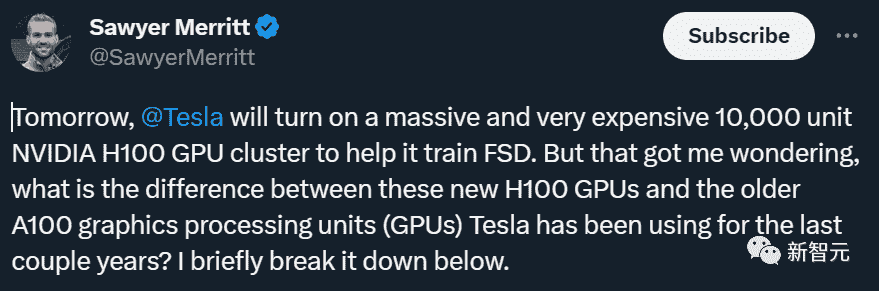 Sawyer Merritt
@SawyerMerritt
Subscribe
Tomorrow, @Tesla will turn on a massive and very expensive 10,000 unit
NVIDIA H100 GPU cluster to help it train FSD. But that got me wondering,
what is the difference between these new H100 GPUs and the older
A100 graphics processing units (GPUs) Tesla has been using for the last
couple years? I briefly break it down below.
新智元